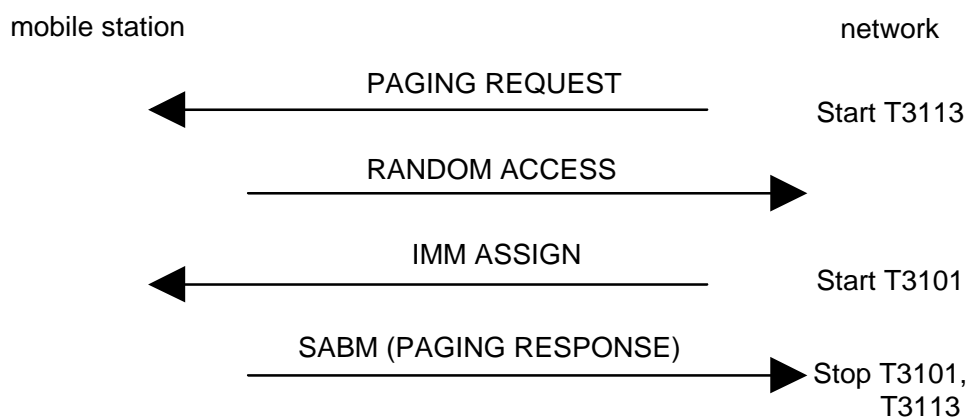 mobile station
network
PAGING REQUEST
Start T3113
RANDOM ACCESS
IMM ASSIGN
Start T3101
SABM (PAGING RESPONSE)
Stop T3101,
T3113